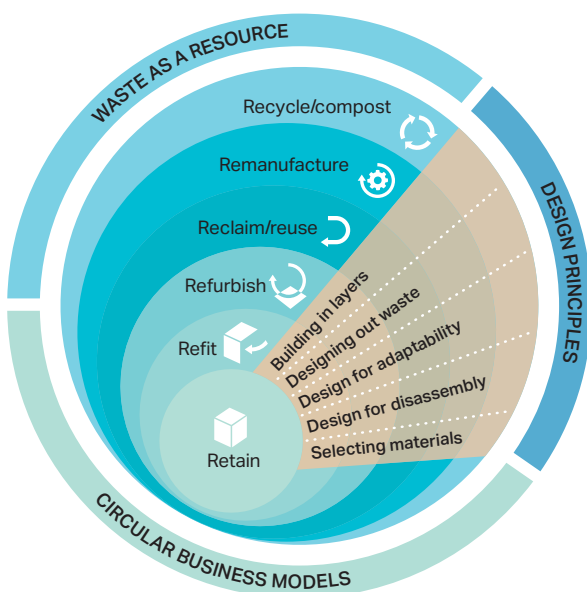 WASTE AS A RESOURCE
DESIGN PRINCIPLES
CIRCULAR BUSINESS MODELS
Recycle/compost
Remanufacture
Reclaim/reuse
Refurbish
Refit
Retain
Building in layers
Designing out waste
Design for adaptability
Design for disassembly
Selecting materials